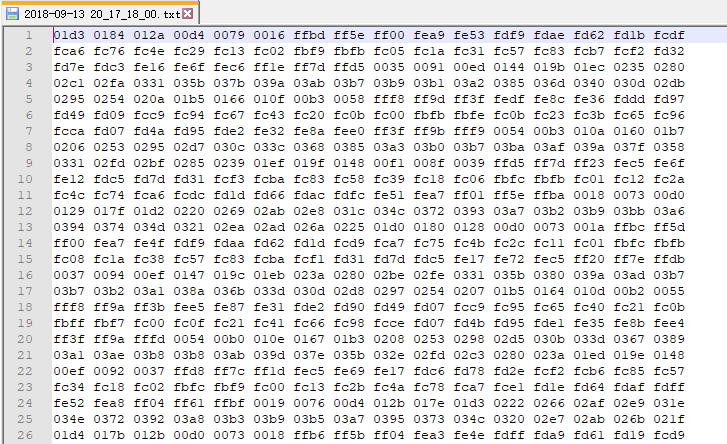 2018-09-13 20_17_18_00.txt
1 01d3 0184 012a 00d4 0079 0016 ffbd ff5e ff00 fea9 fe53 fdf9 fdae fd62 fd1b fcdf
2 fca6 fc76 fc4e fc29 fc13 fc02 fbf9 fbfb fc05 fc1a fc31 fc57 fc83 fcb7 fcf2 fd32
3 fd7e fdc3 fe16 fe6f fec6 ff1e ff7d ffd5 0035 0091 00ed 0144 019b 01ec 0235 0280
4 02c1 02fa 0331 035b 037b 039a 03ab 03b7 03b9 03b1 03a2 0385 036d 0340 030d 02db
5 0295 0254 020a 01b5 0166 010f 00b3 0058 fff8 ff9d ff3f fedf fe8c fe36 fddd fd97
6 fd49 fd09 fcc9 fc94 fc67 fc43 fc20 fc0b fc00 fbfb fbfe fc0b fc23 fc3b fc65 fc96
7 fcca fd07 fd4a fd95 fde2 fe32 fe8a fee0 ff3f ff9b fff9 0054 00b3 010a 0160 01b7
8 0206 0253 0295 02d7 030c 033c 0368 0385 03a3 03b0 03b7 03ba 03af 039a 037f 0358
9 0331 02fd 02bf 0285 0239 01ef 019f 0148 00f1 008f 0039 ffd5 ff7d ff23 fec5 fe6f
10 fe12 fdc5 fd7d fd31 fcf3 fcba fc83 fc58 fc39 fc18 fc06 fbfc fbfb fc01 fc12 fc2a
11 fc4c fc74 fca6 fcdc fd1d fd66 fdac fdfc fe51 fea7 ff01 ff5e ffba 0018 0073 00d0
12 0129 017f 01d2 0220 0269 02ab 02e8 031c 034c 0372 0393 03a7 03b2 03b9 03bb 03a6
13 0394 0374 034d 0321 02ea 02ad 026a 0225 01d0 0180 0128 00d0 0073 001a ffbc ff5d
14 ff00 fea7 fe4f fdf9 fdaa fd62 fd1d fcd9 fca7 fc75 fc4b fc2c fc11 fc01 fbfc fbfb
15 fc08 fc1a fc38 fc57 fc83 fcba fcf1 fd31 fd7d fddc fe17 fe72 fec5 ff20 ff7e ffdb
16 0037 0094 00ef 0147 019c 01eb 023a 0280 02be 02fe 0331 035b 0380 039a 03ad 03b7
17 03b7 03b2 03a1 038a 036b 033d 030d 02d8 0297 0254 0207 01b5 0164 010d 00b2 0055
18 fff8 ff9a ff3b fee5 fe87 fe31 fde2 fd90 fd49 fd07 fcc9 fc95 fc65 fc40 fc21 fc0b
19 fbff fbf7 fc00 fc0f fc21 fc41 fc66 fc98 fcce fd07 fd4b fd95 fde1 fe35 fe8b fee4
20 ff3f ff9a fffd 0054 00b0 010e 0167 01b3 0208 0253 0298 02d5 030b 033d 0367 0389
21 03a1 03ae 03b8 03b8 03ab 039d 037e 035b 032e 02fd 02c3 0280 023a 01ed 019e 0148
22 00ef 0092 0037 ffd8 ff7c ff1d fec5 fe69 fe17 fdc6 fd78 fd2e fcf2 fcb6 fc85 fc57
23 fc34 fc18 fc02 fbfc fbf9 fc00 fc13 fc2b fc4a fc78 fca7 fce1 fd1e fd64 fdaf fdff
24 fe52 fea8 ff04 ff61 ffbf 0019 0076 00d4 012b 017e 01d3 0222 0266 02af 02e9 031e
25 034e 0372 0392 03a8 03b3 03b9 03b5 03a7 0395 0373 034c 0320 02e7 02ab 026b 021f
26 01d4 017b 012b 00d0 0073 0018 ffb6 ff5b ff04 fea3 fe4e fdff fda9 fd61 fd19 fcd9